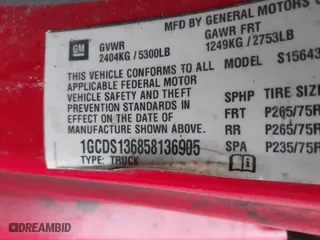 MFD BY GENERAL MOTORS
GM GVWR GAWR FRT
2404KG / 5300LB 1249KG / 2753LB
THIS VEHICLE CONFORMS TO ALL MODEL S15643
APPLICABLE FEDERAL MOTOR
VEHICLE SAFETY AND THEFT SPHP TIRE SIZE
PREVENTION STANDARDS IN FRT P265/75R
EFFECT ON THE DATE OF RR P265/75R
MANUFACTURE SHOWN ABOVE. SPA P235/75R
1GCDS136858136905
TYPE: TRUCK
DREAMBID